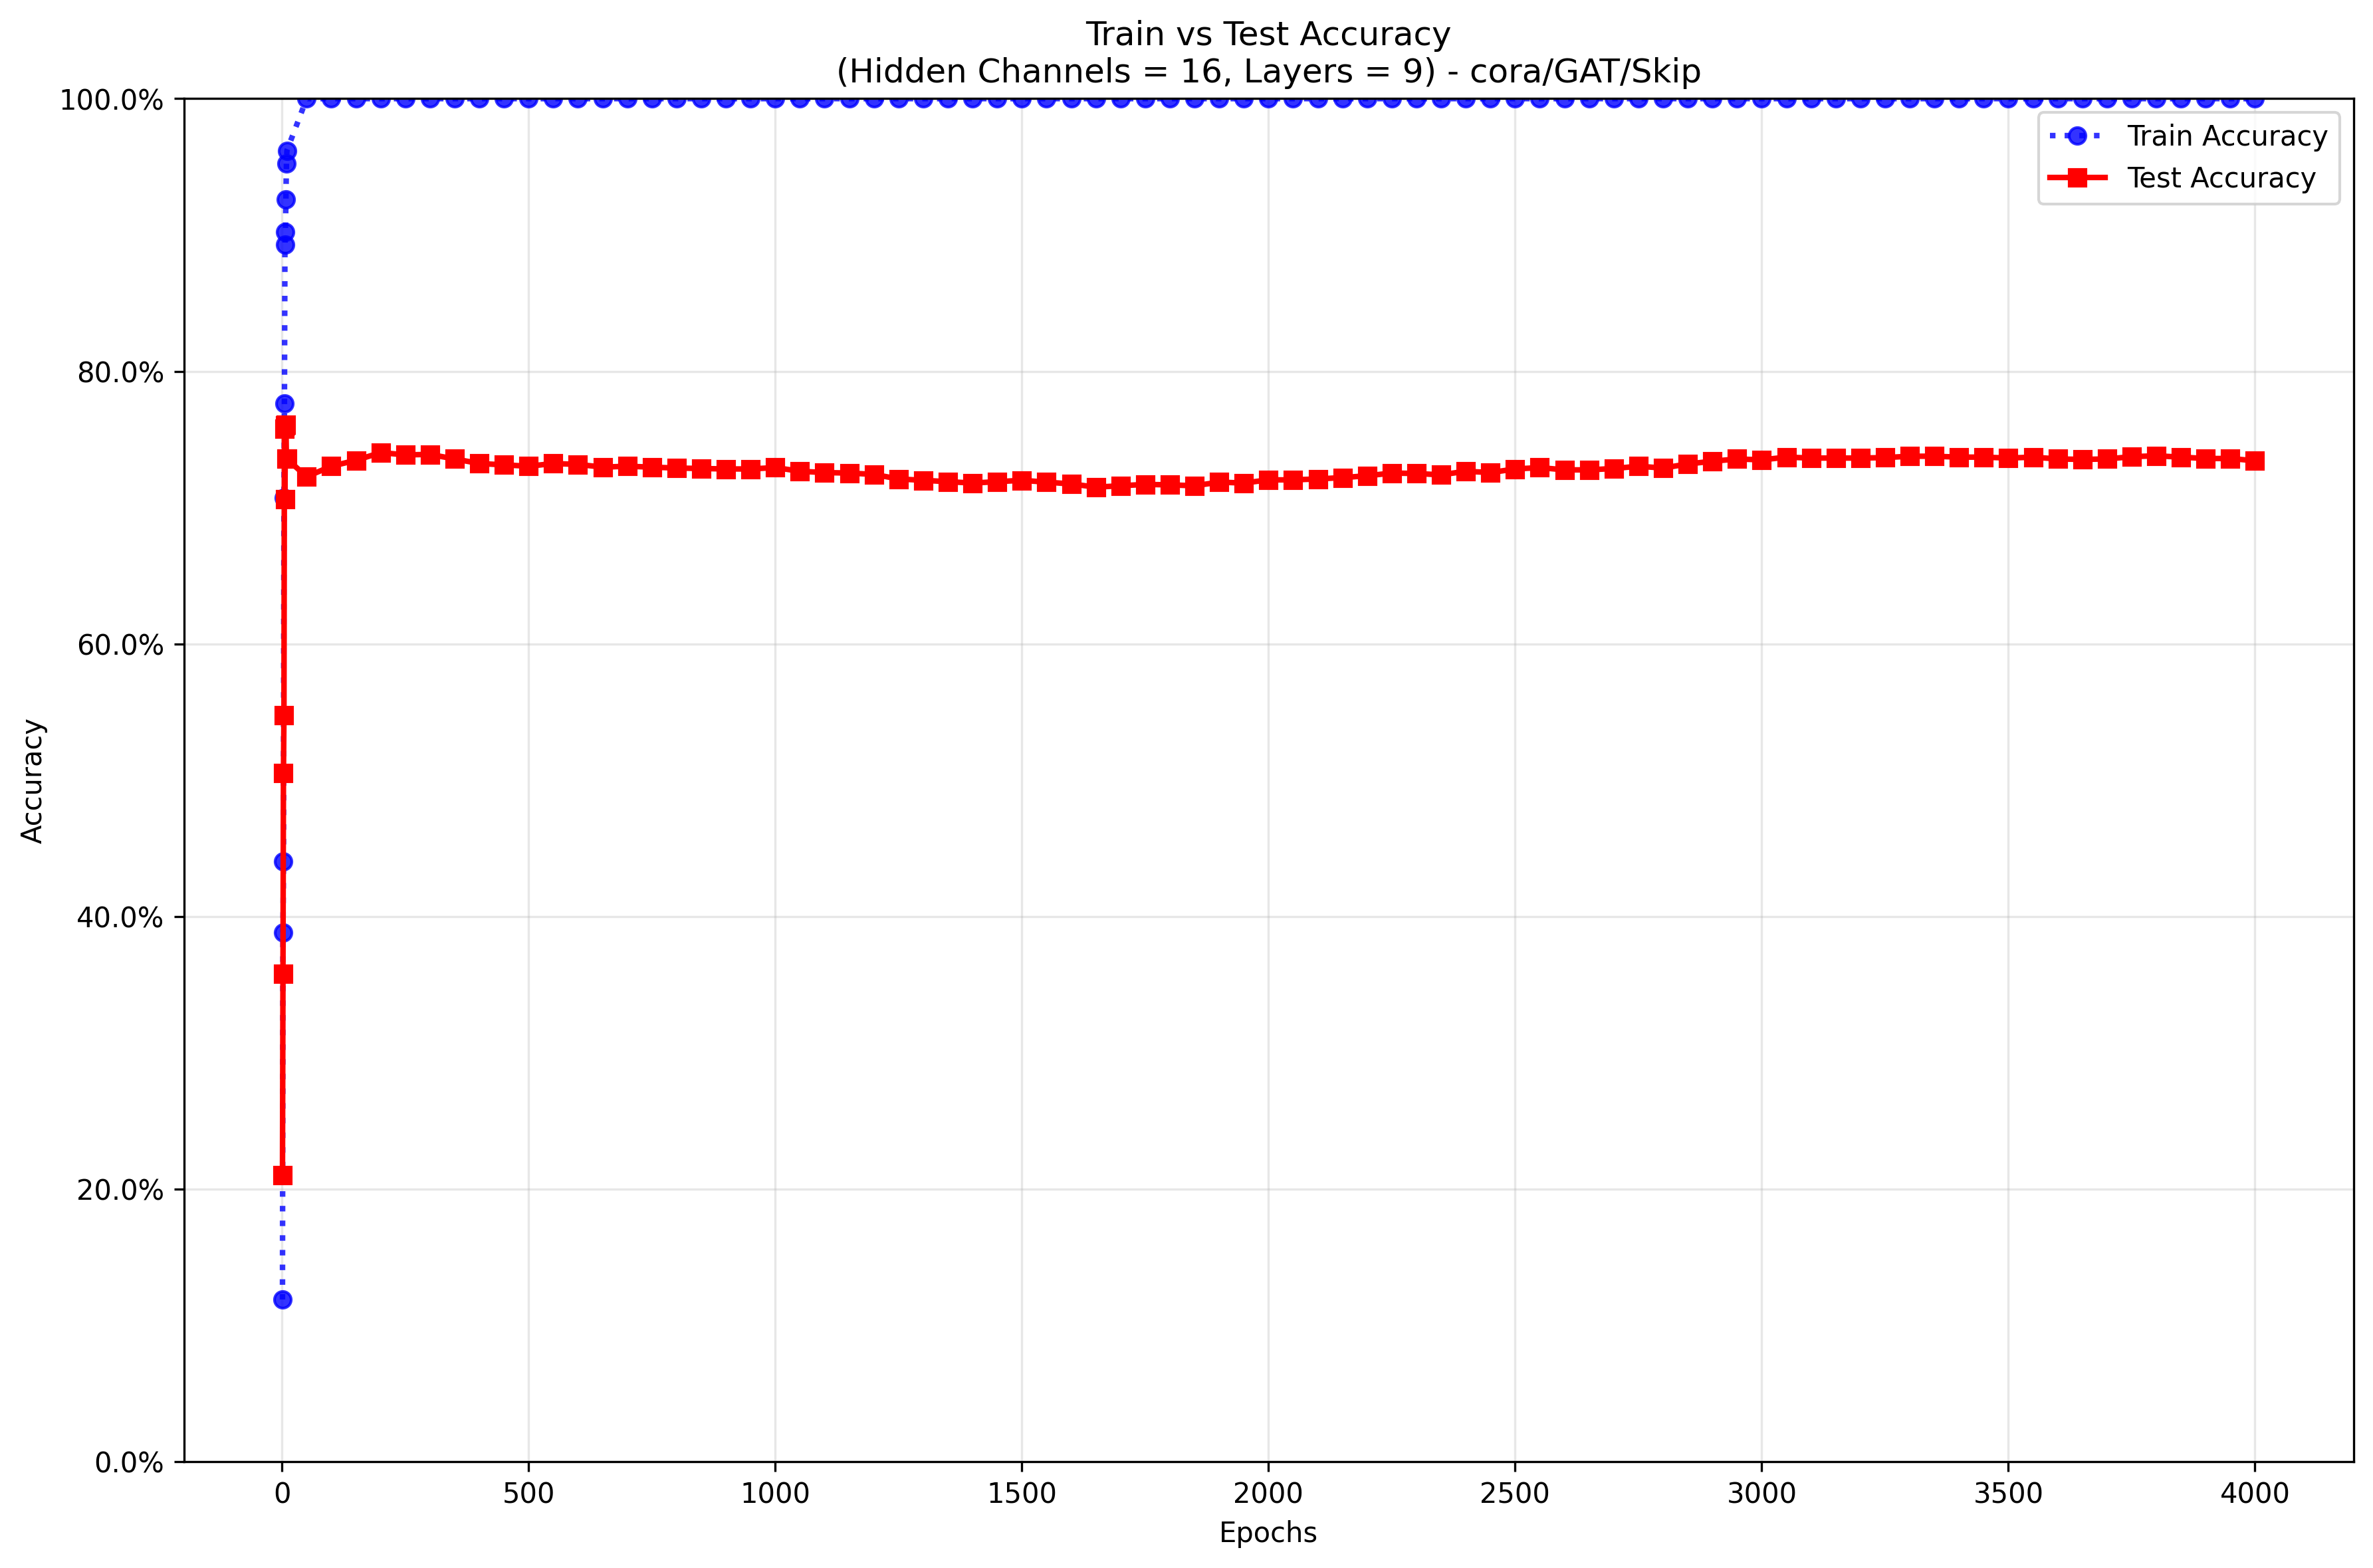 Train vs Test Accuracy
(Hidden Channels = 16, Layers = 9) - cora/GAT/Skip
100.0%
80.0%
60.0%
40.0%
20.0%
0.0%
Accuracy
Train Accuracy
Test Accuracy
0 500 1000 1500 2000 2500 3000 3500 4000
Epochs